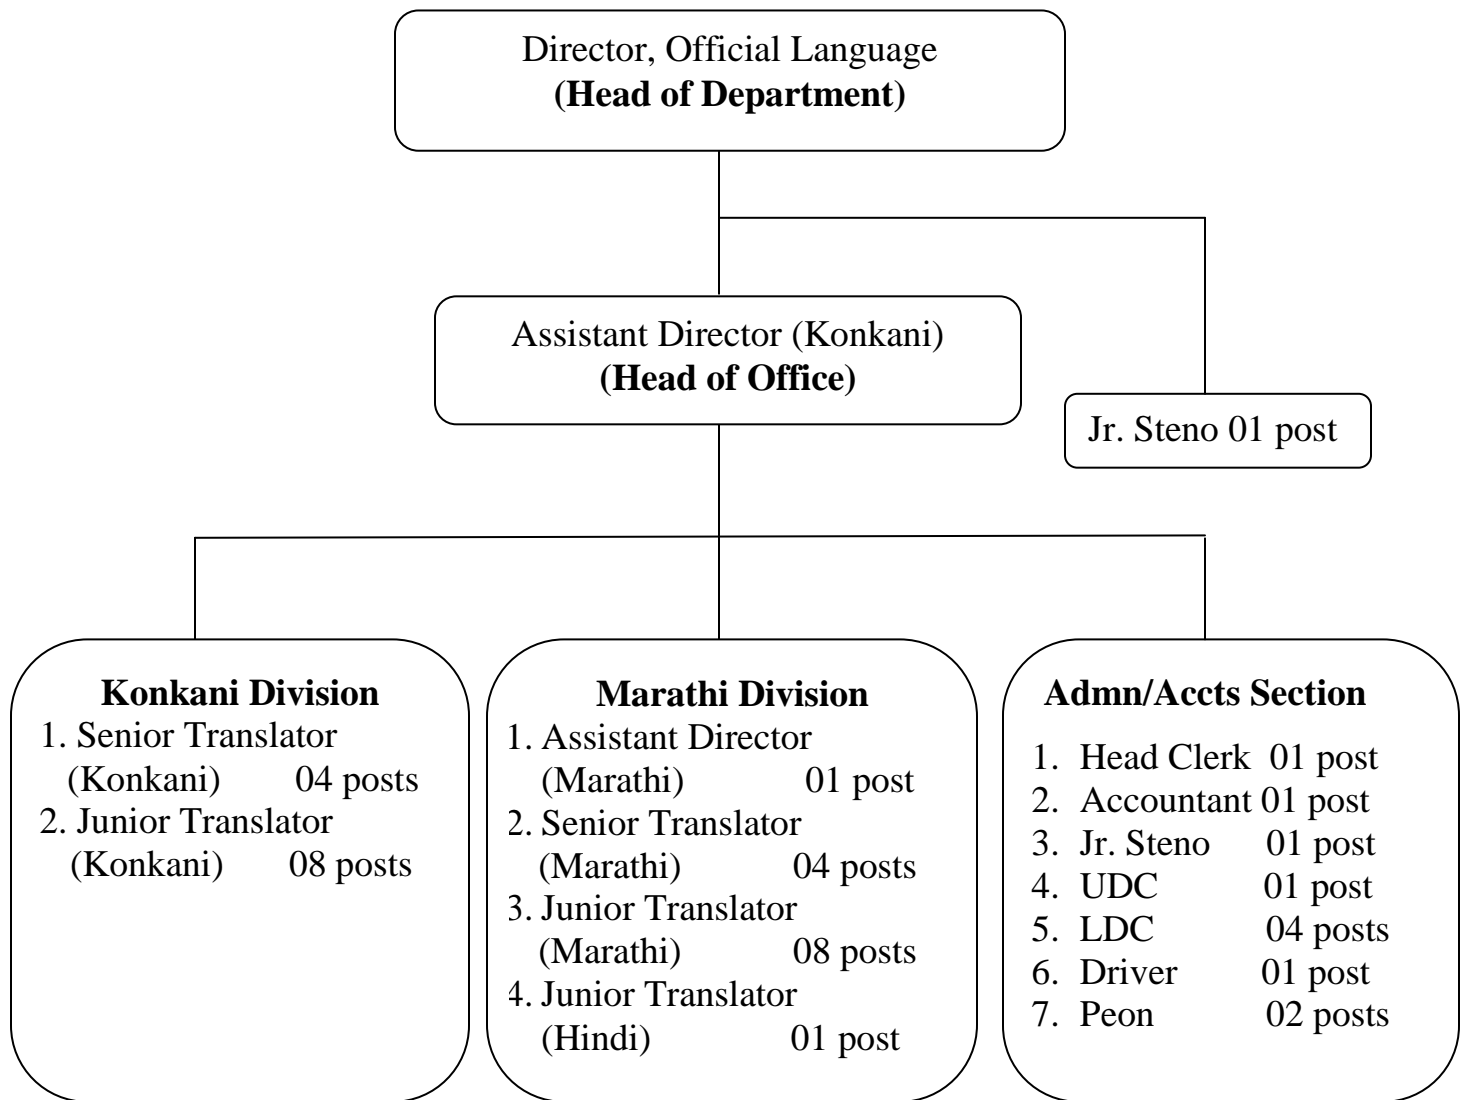 Director, Official Language
(Head of Department)
Assistant Director (Konkani)
(Head of Office)
Jr. Steno 01 post
Konkani Division
1. Senior Translator
(Konkani) 04 posts
2. Junior Translator
(Konkani) 08 posts
Marathi Division
1. Assistant Director
(Marathi) 01 post
2. Senior Translator
(Marathi) 04 posts
3. Junior Translator
(Marathi) 08 posts
4. Junior Translator
(Hindi) 01 post
Admn/Accts Section
1. Head Clerk 01 post
2. Accountant 01 post
3. Jr. Steno 01 post
4. UDC 01 post
5. LDC 04 posts
6. Driver 01 post
7. Peon 02 posts